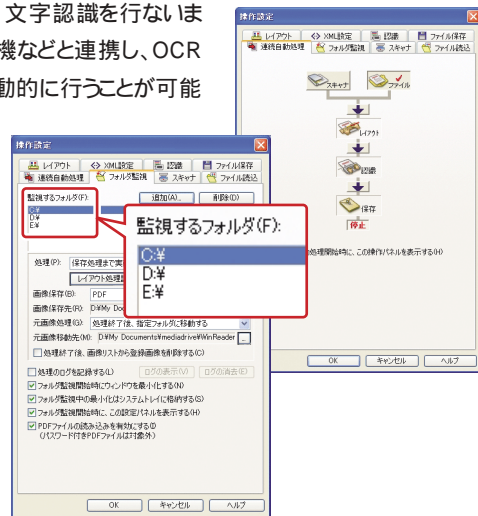 文字認識を行ないま
機などと連携し、OCR
動的に行うことが可能
操作設定
レイアウト XML設定 認識 ファイル保存
連続自動処理 フォルダ監視 スキャナ ファイル読込
スキャナ ファイル
レイアウト
認識
保存
停止
処理開始時に、この操作パネルを表示する(H)
OK キャンセル ヘルプ
操作設定
レイアウト XML設定 認識 ファイル保存
連続自動処理 フォルダ監視 スキャナ ファイル読込
監視するフォルダ(F): 追加(A)... 削除(D)
C:¥
D:¥
E:¥
監視するフォルダ(F):
C:¥
D:¥
E:¥
処理(P): 保存処理まで実
レイアウト処理
画像保存(B): PDF
画像保存先(R): D:¥My Doc
元画像処理(G): 処理終了後、指定フォルダに移動する
元画像移動先(M): D:¥My Documents¥mediadrive¥WinReader ...
処理終了後、画像リストから登録画像を削除する(C)
処理のログを記録する(L) ログの表示(V) ログの消去(E)
フォルダ監視開始時にウィンドウを最小化する(N)
フォルダ監視中の最小化はシステムトレイに格納する(S)
フォルダ監視開始時に、この設定パネルを表示する(H)
PDFファイルの読み込みを有効にする(I)
(パスワード付きPDFファイルは対象外)
OK キャンセル ヘルプ